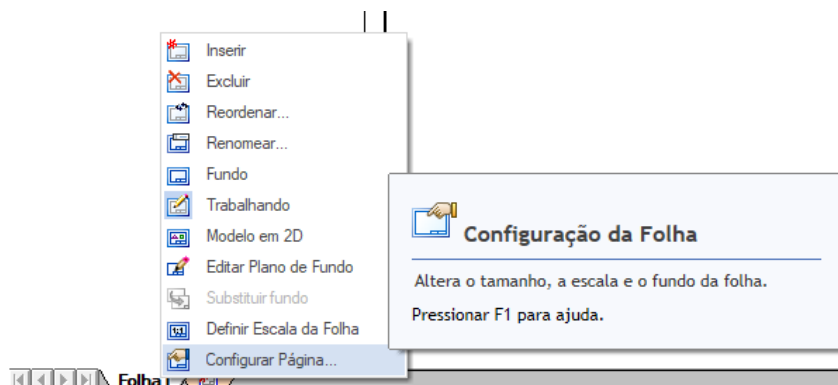 Inserir
Excluir
Reordenar...
Renomear...
Fundo
Trabalhando
Modelo em 2D
Editar Plano de Fundo
Substituir fundo
Definir Escala da Folha
Configurar Página...
Configuração da Folha
Altera o tamanho, a escala e o fundo da folha.
Pressionar F1 para ajuda.
Folha1